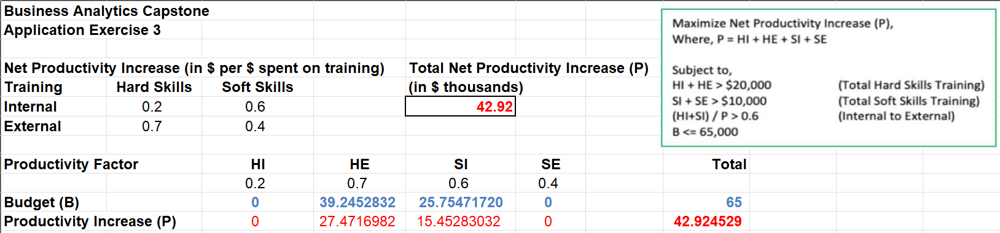 Business Analytics Capstone
Application Exercise 3
Maximize Net Productivity Increase (P),
Where, P = HI + HE + SI + SE
Subject to,
HI + HE > $20,000 (Total Hard Skills Training)
SI + SE > $10,000 (Total Soft Skills Training)
(HI+SI) / P > 0.6 (Internal to External)
B <= 65,000
Net Productivity Increase (in $ per $ spent on training) Total Net Productivity Increase (P)
Training Hard Skills Soft Skills (in $ thousands)
Internal 0.2 0.6 42.92
External 0.7 0.4
Productivity Factor HI HE SI SE Total
0.2 0.7 0.6 0.4
Budget (B) 0 39.2452832 25.75471720 0 65
Productivity Increase (P) 0 27.4716982 15.45283032 0 42.924529